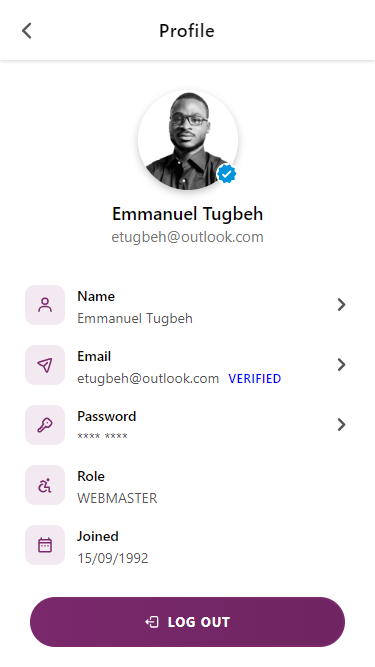 Profile
Emmanuel Tugbeh
etugbeh@outlook.com
Name
Emmanuel Tugbeh
Email
etugbeh@outlook.com VERIFIED
Password
**** ****
Role
WEBMASTER
Joined
15/09/1992
LOG OUT